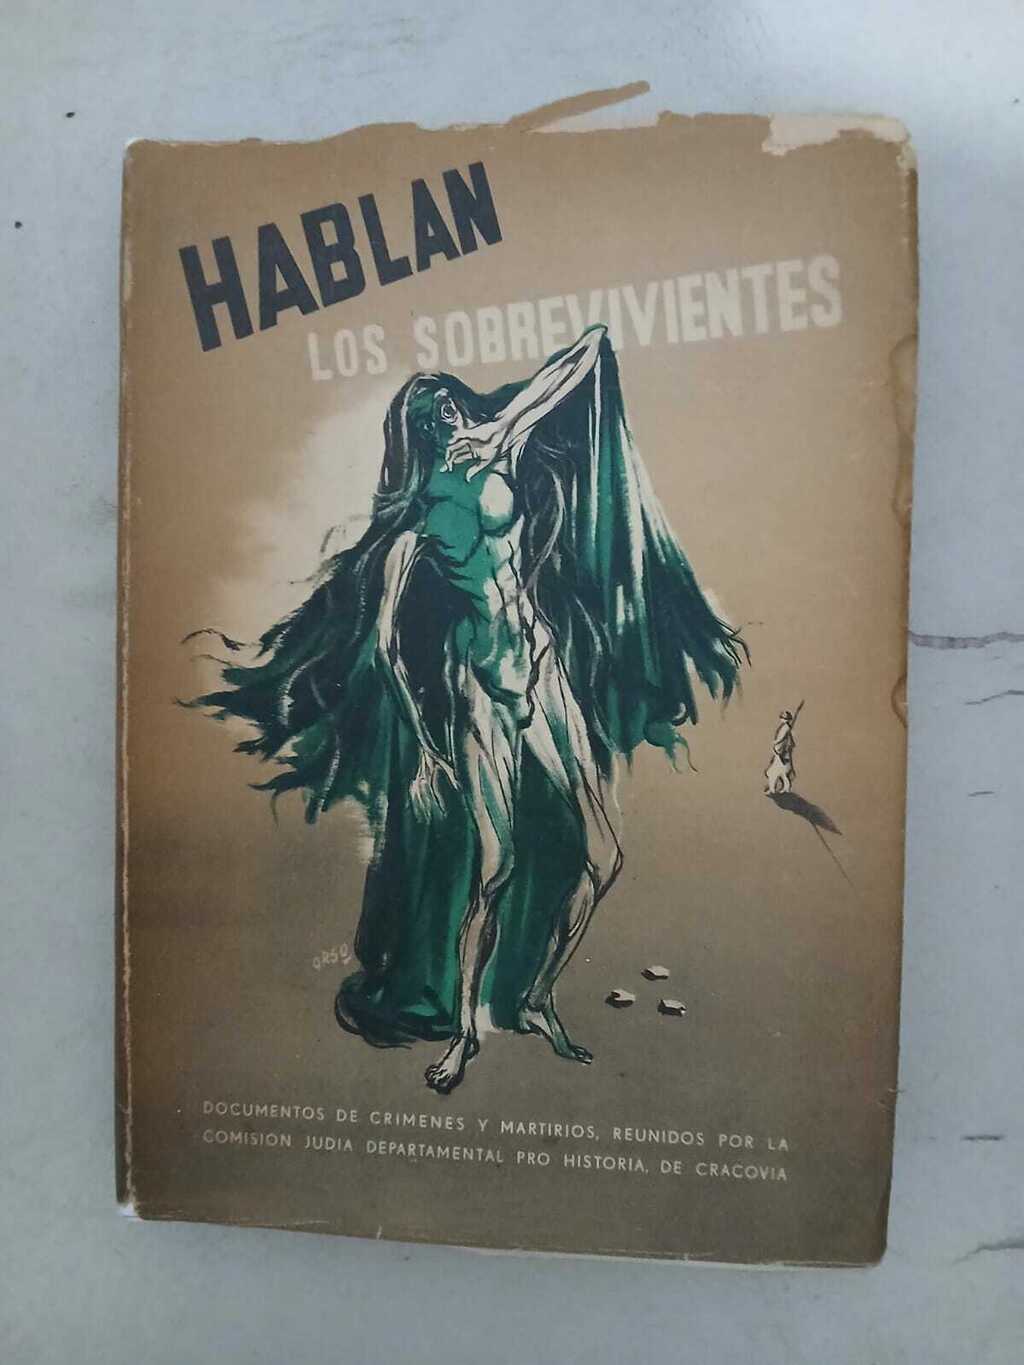 HABLAN
LOS SOBREVIVIENTES
ORSO
DOCUMENTOS DE CRIMENES Y MARTIRIOS, REUNIDOS POR LA
COMISION JUDIA DEPARTAMENTAL PRO HISTORIA, DE CRACOVIA